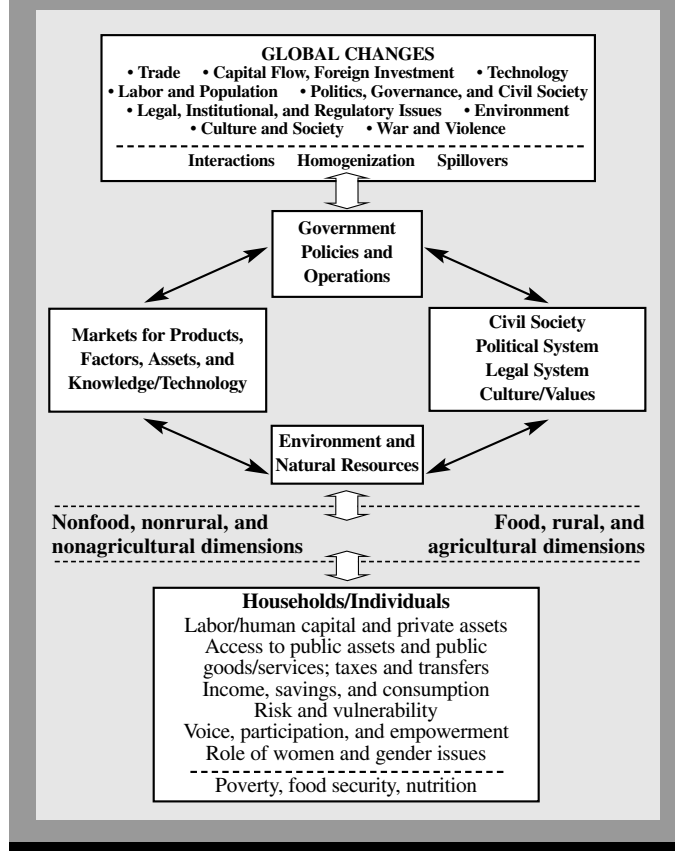 GLOBAL CHANGES
• Trade • Capital Flow, Foreign Investment • Technology
• Labor and Population • Politics, Governance, and Civil Society
• Legal, Institutional, and Regulatory Issues • Environment
• Culture and Society • War and Violence
Interactions Homogenization Spillovers
Government
Policies and
Operations
Markets for Products,
Factors, Assets, and
Knowledge/Technology
Civil Society
Political System
Legal System
Culture/Values
Environment and
Natural Resources
Nonfood, nonrural, and
nonagricultural dimensions
Food, rural, and
agricultural dimensions
Households/Individuals
Labor/human capital and private assets
Access to public assets and public
goods/services; taxes and transfers
Income, savings, and consumption
Risk and vulnerability
Voice, participation, and empowerment
Role of women and gender issues
Poverty, food security, nutrition